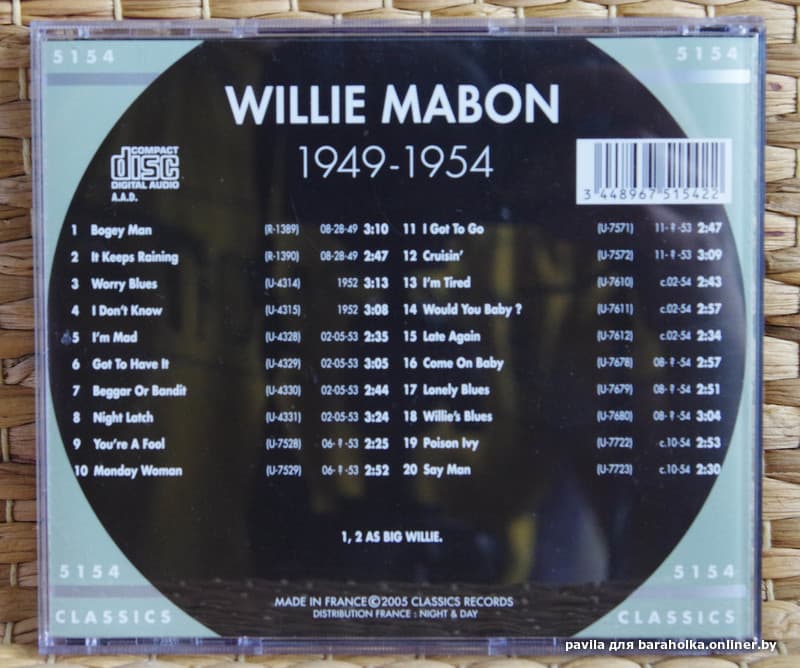 5154
5154
WILLIE MABON
1949-1954
COMPACT
disc
DIGITAL AUDIO
A.A.D.
3 448967 515422
1 Bogey Man (R-1389) 08-28-49 3:10
2 It Keeps Raining (R-1390) 08-28-49 2:47
3 Worry Blues (U-4314) 1952 3:13
4 I Don't Know (U-4315) 1952 3:08
5 I'm Mad (U-4328) 02-05-53 2:35
6 Got To Have It (U-4329) 02-05-53 3:05
7 Beggar Or Bandit (U-4330) 02-05-53 2:44
8 Night Latch (U-4331) 02-05-53 3:24
9 You're A Fool (U-7528) 06-?-53 2:25
10 Monday Woman (U-7529) 06-?-53 2:52
11 I Got To Go (U-7571) 11-?-53 2:47
12 Cruisin' (U-7572) 11-?-53 3:09
13 I'm Tired (U-7610) c.02-54 2:43
14 Would You Baby ? (U-7611) c.02-54 2:57
15 Late Again (U-7612) c.02-54 2:34
16 Come On Baby (U-7678) 08-?-54 2:57
17 Lonely Blues (U-7679) 08-?-54 2:51
18 Willie's Blues (U-7680) 08-?-54 3:04
19 Poison Ivy (U-7722) c.10-54 2:53
20 Say Man (U-7723) c.10-54 2:30
1, 2 AS BIG WILLIE.
5154
5154
MADE IN FRANCE©2005 CLASSICS RECORDS
DISTRIBUTION FRANCE : NIGHT & DAY
CLASSICS
CLASSICS
pavila для baraholka.onliner.by